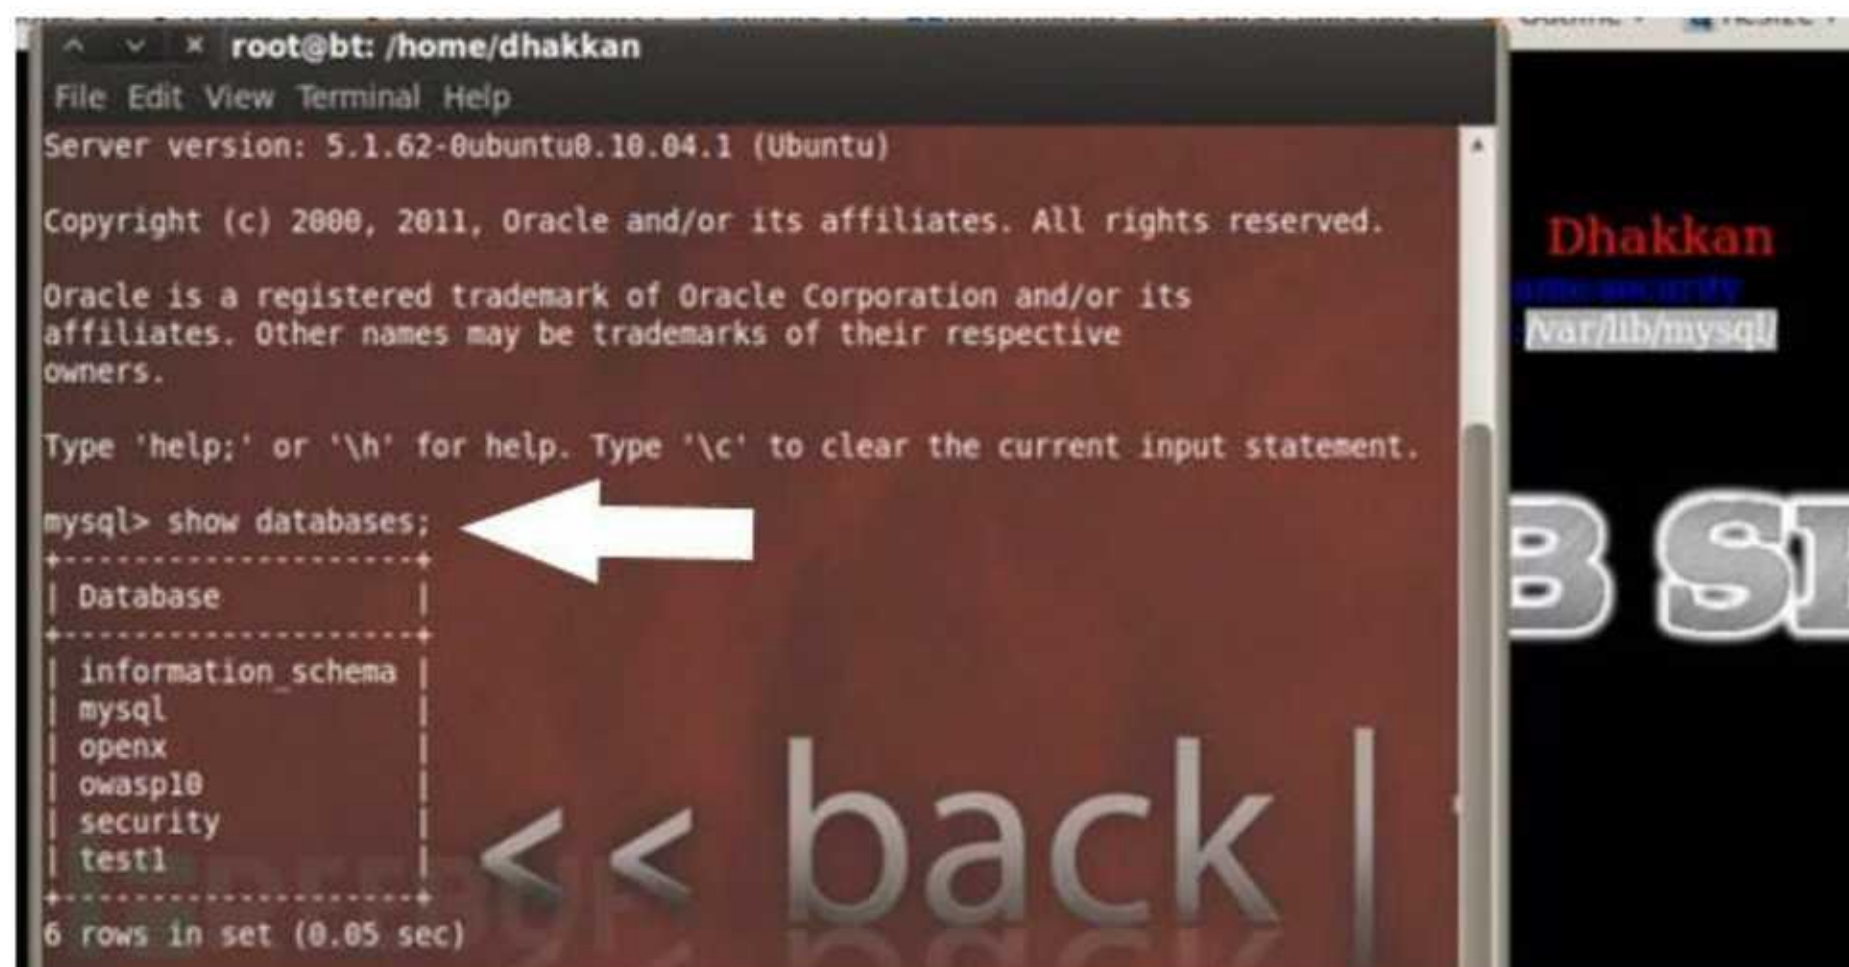 root@bt: /home/dhakkan
File Edit View Terminal Help
Server version: 5.1.62-0ubuntu0.10.04.1 (Ubuntu)
Copyright (c) 2000, 2011, Oracle and/or its affiliates. All rights reserved.
Oracle is a registered trademark of Oracle Corporation and/or its
affiliates. Other names may be trademarks of their respective
owners.
Type 'help;' or '\h' for help. Type '\c' to clear the current input statement.
mysql> show databases;
+--------------------+
| Database           |
+--------------------+
| information_schema |
| mysql              |
| openx              |
| owasp10            |
| security           |
| test1              |
+--------------------+
6 rows in set (0.05 sec)
<< back |
Resize
Dhakkan
security
/var/lib/mysql/
B